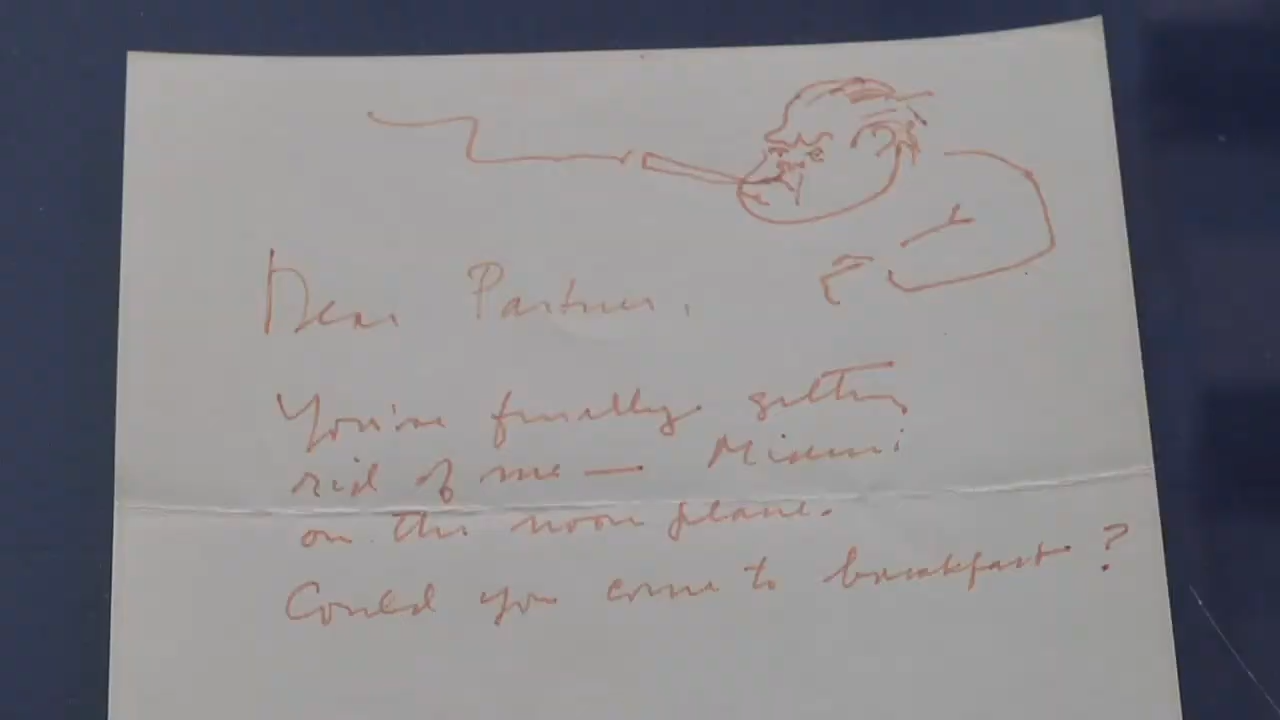 Dear Partner,
You're finally getting
rid of me — Miami
on the noon plane.
Could you come to breakfast?